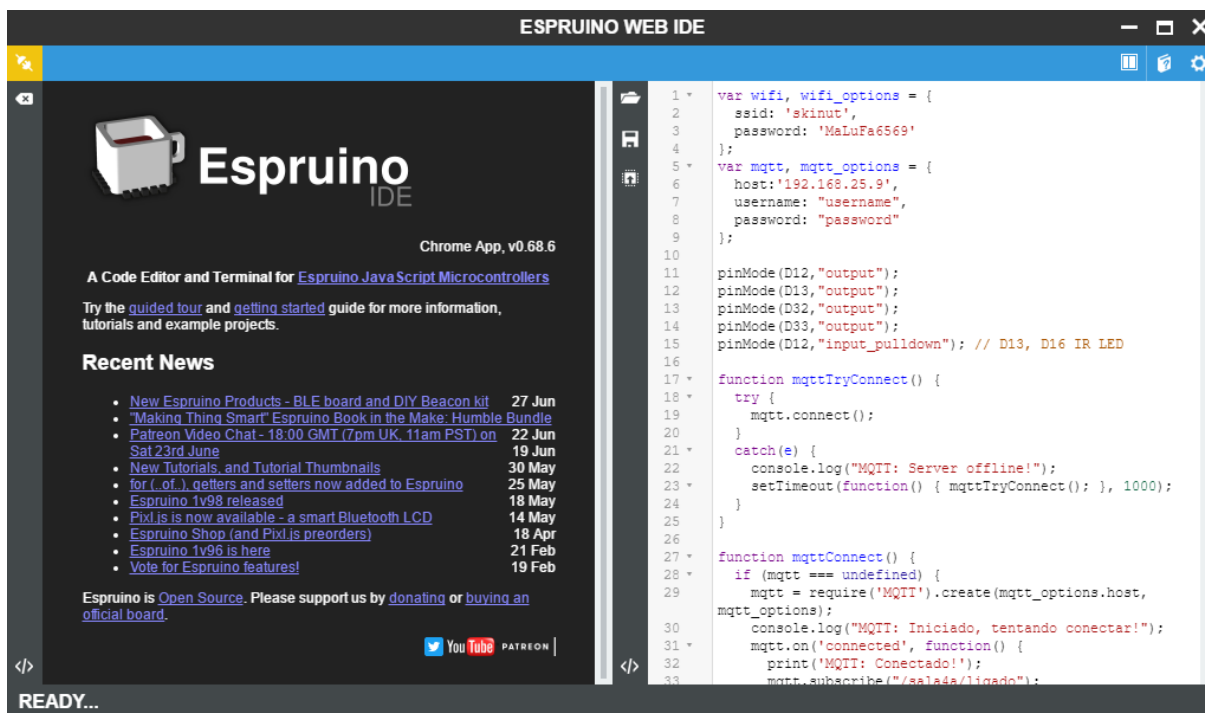 ESPRUINO WEB IDE
Espruino
IDE
Chrome App, v0.68.6
A Code Editor and Terminal for Espruino JavaScript Microcontrollers
Try the guided tour and getting started guide for more information,
tutorials and example projects.
Recent News
New Espruino Products - BLE board and DIY Beacon kit 27 Jun
"Making Thing Smart" Espruino Book in the Make: Humble Bundle
Patreon Video Chat - 18:00 GMT (7pm UK, 11am PST) on 22 Jun
Sat 23rd June 19 Jun
New Tutorials, and Tutorial Thumbnails 30 May
for (..of..), getters and setters now added to Espruino 25 May
Espruino 1v98 released 18 May
Pixl.js is now available - a smart Bluetooth LCD 14 May
Espruino Shop (and Pixl.js preorders) 18 Apr
Espruino 1v96 is here 21 Feb
Vote for Espruino features! 19 Feb
Espruino is Open Source. Please support us by donating or buying an
official board.
YouTube PATREON
1 var wifi, wifi_options = {
2 ssid: 'skinut',
3 password: 'MaLuFa6569'
4 };
5 var mqtt, mqtt_options = {
6 host:'192.168.25.9',
7 username: "username",
8 password: "password"
9 };
10
11 pinMode(D12,"output");
12 pinMode(D13,"output");
13 pinMode(D32,"output");
14 pinMode(D33,"output");
15 pinMode(D12,"input_pulldown"); // D13, D16 IR LED
16
17 function mqttTryConnect() {
18 try {
19 mqtt.connect();
20 }
21 catch(e) {
22 console.log("MQTT: Server offline!");
23 setTimeout(function() { mqttTryConnect(); }, 1000);
24 }
25 }
26
27 function mqttConnect() {
28 if (mqtt === undefined) {
29 mqtt = require('MQTT').create(mqtt_options.host,
mqtt_options);
30 console.log("MQTT: Iniciado, tentando conectar!");
31 mqtt.on('connected', function() {
32 print('MQTT: Conectado!');
33 mqtt.subscribe("/sala4a/ligado");
READY...